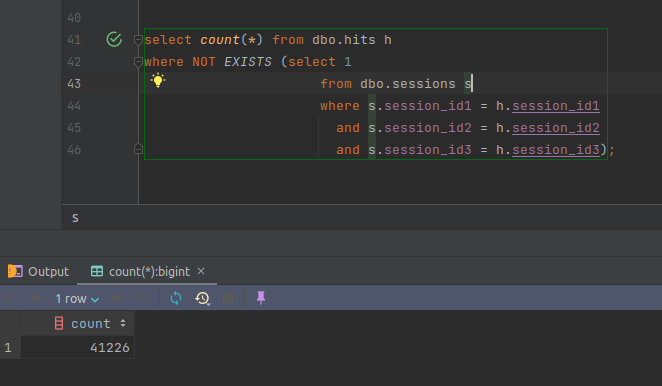 40
41 select count(*) from dbo.hits h
42 where NOT EXISTS (select 1
43 from dbo.sessions s
44 where s.session_id1 = h.session_id1
45 and s.session_id2 = h.session_id2
46 and s.session_id3 = h.session_id3);
s
Output count(*):bigint ×
1 row
count
1 41226